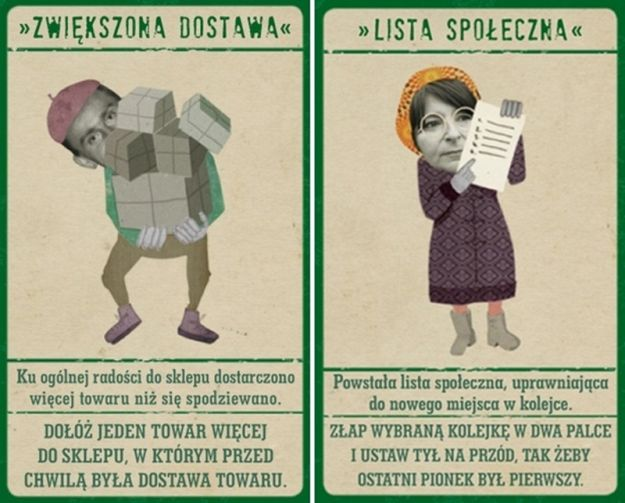 »ZWIĘKSZONA DOSTAWA«
Ku ogólnej radości do sklepu dostarczono
więcej towaru niż się spodziewano.
DOŁÓŻ JEDEN TOWAR WIĘCEJ
DO SKLEPU, W KTÓRYM PRZED
CHWILĄ BYŁA DOSTAWA TOWARU.
»LISTA SPOŁECZNA«
Powstała lista społeczna, uprawniająca
do nowego miejsca w kolejce.
ZŁAP WYBRANĄ KOLEJKĘ W DWA PALCE
I USTAW TYŁ NA PRZÓD, TAK ŻEBY
OSTATNI PIONEK BYŁ PIERWSZY.